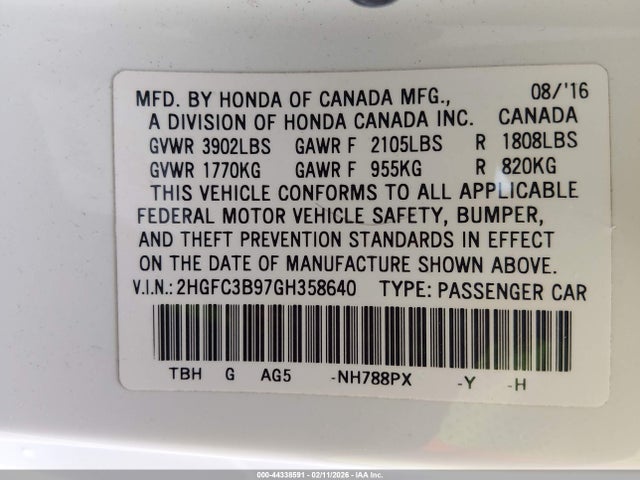 08/'16
MFD. BY HONDA OF CANADA MFG.,
A DIVISION OF HONDA CANADA INC. CANADA
GVWR 3902LBS GAWR F 2105LBS R 1808LBS
GVWR 1770KG GAWR F 955KG R 820KG
THIS VEHICLE CONFORMS TO ALL APPLICABLE
FEDERAL MOTOR VEHICLE SAFETY, BUMPER,
AND THEFT PREVENTION STANDARDS IN EFFECT
ON THE DATE OF MANUFACTURE SHOWN ABOVE.
V.I.N.: 2HGFC3B97GH358640 TYPE: PASSENGER CAR
TBH G AG5 -NH788PX -Y -H
000-44338591 - 02/11/2026 - IAA Inc.